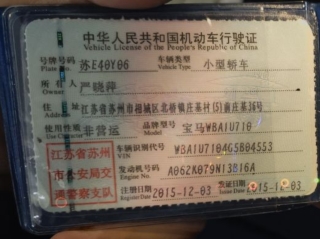 中华人民共和国机动车行驶证
Vehicle License of the People's Republic of China
号牌号码 苏E40Y06 车辆类型 小型轿车
Plate No. Vehicle Type
所有人 严晓萍
Owner
住址 江苏省苏州市相城区北桥镇庄基村(5)俞庄基36号
Address
使用性质 非营运 品牌型号 宝马WBA1U710
Use Character Model
江苏省苏州市公安局交通警察支队
车辆识别代号 WBA1U7104G5B04553
VIN
发动机号码 A062K079N13B16A
Engine No.
注册日期 2015-12-03 发证日期 2015-12-03
Register Date Issue Date